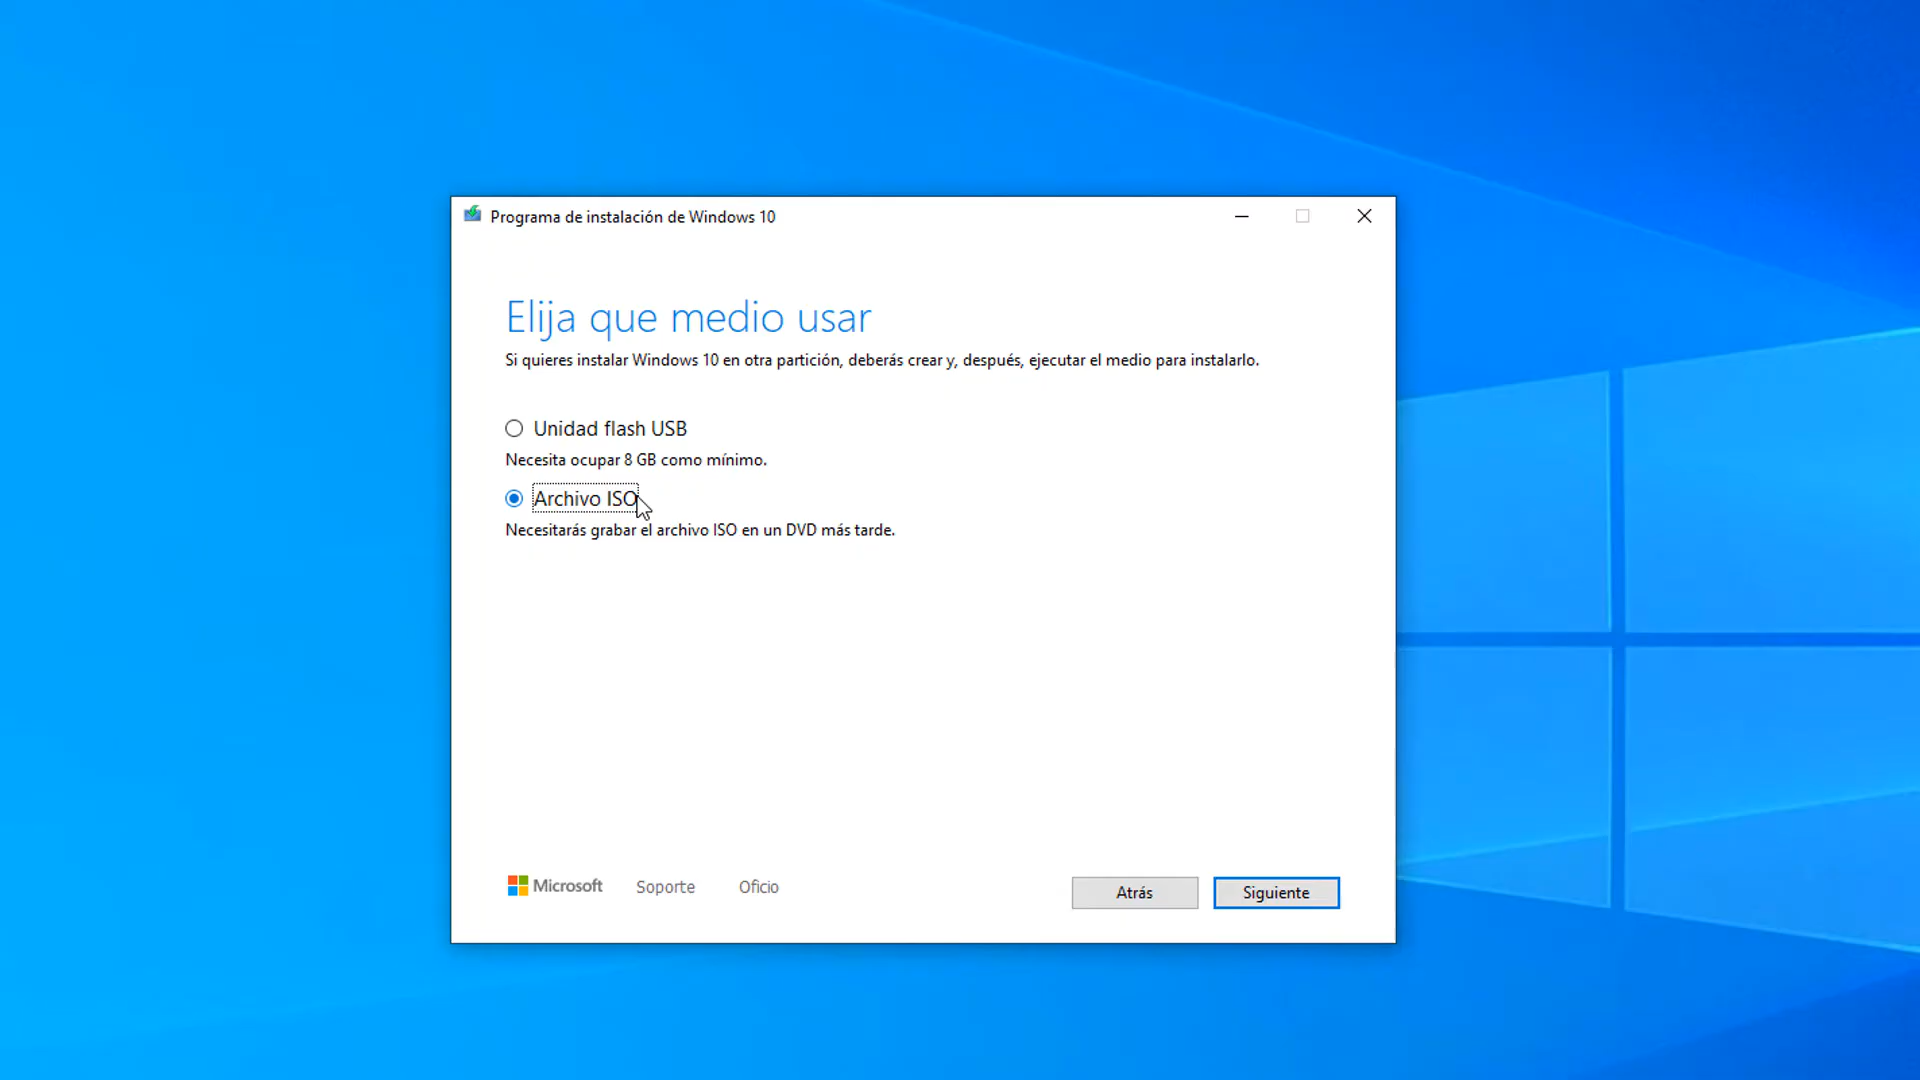 Programa de instalación de Windows 10
Elija que medio usar
Si quieres instalar Windows 10 en otra partición, deberás crear y, después, ejecutar el medio para instalarlo.
Unidad flash USB
Necesita ocupar 8 GB como mínimo.
Archivo ISO
Necesitarás grabar el archivo ISO en un DVD más tarde.
Microsoft Soporte Oficio Atrás Siguiente